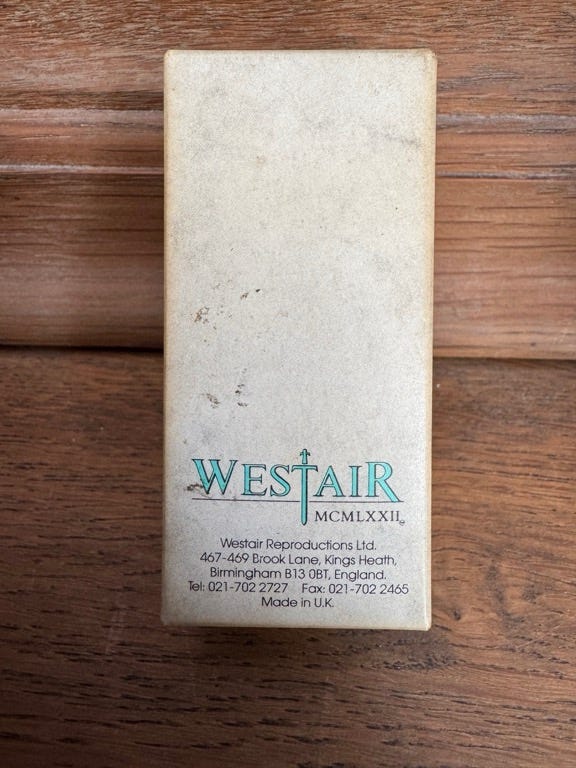 WESTAIR
MCMLXXII
Westair Reproductions Ltd.
467-469 Brook Lane, Kings Heath,
Birmingham B13 0BT, England.
Tel: 021-702 2727 Fax: 021-702 2465
Made in U.K.